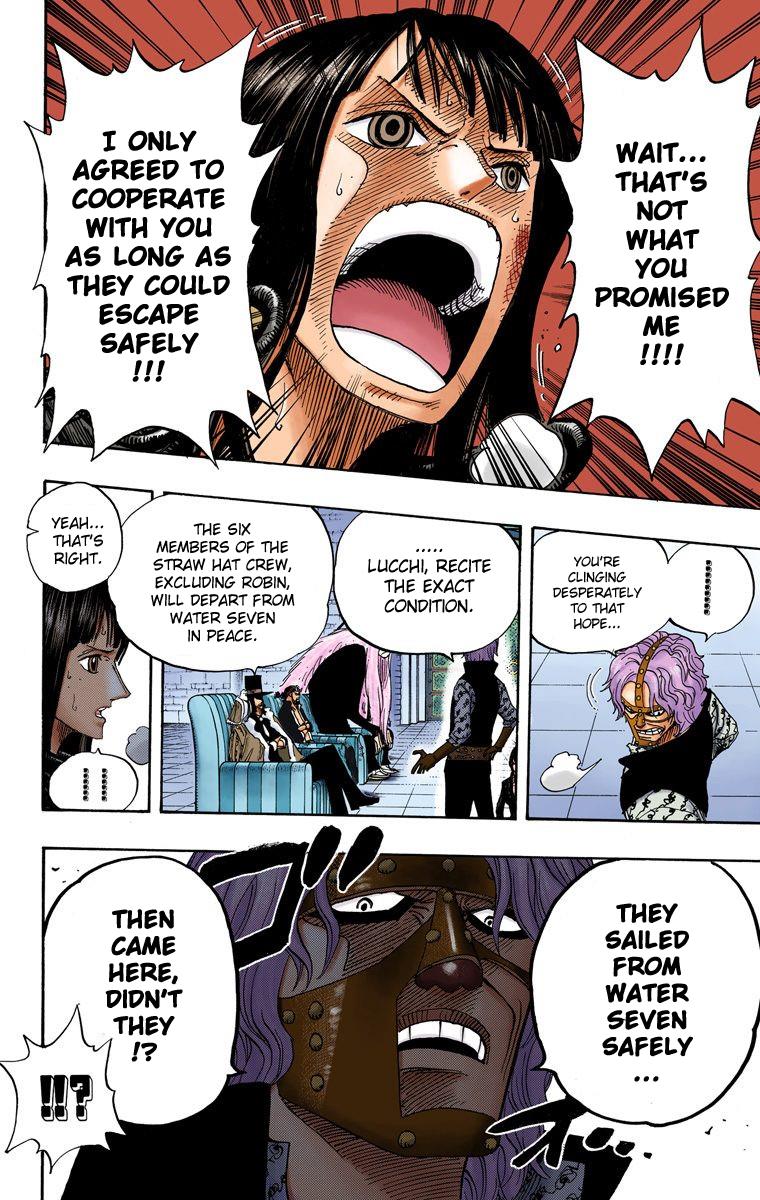 WAIT...
THAT'S
NOT
WHAT
YOU
PROMISED
ME
!!!!
I ONLY
AGREED TO
COOPERATE
WITH YOU
AS LONG AS
THEY COULD
ESCAPE
SAFELY
!!!
!!!!!!!!
YOU'RE
CLINGING
DESPERATELY
TO THAT
HOPE...
.....
LUCCHI, RECITE
THE EXACT
CONDITION.
THE SIX
MEMBERS OF THE
STRAW HAT CREW,
EXCLUDING ROBIN,
WILL DEPART FROM
WATER SEVEN
IN PEACE.
YEAH...
THAT'S
RIGHT.
THEY
SAILED
FROM
WATER
SEVEN
SAFELY
...
THEN
CAME
HERE,
DIDN'T
THEY
!?
!!?